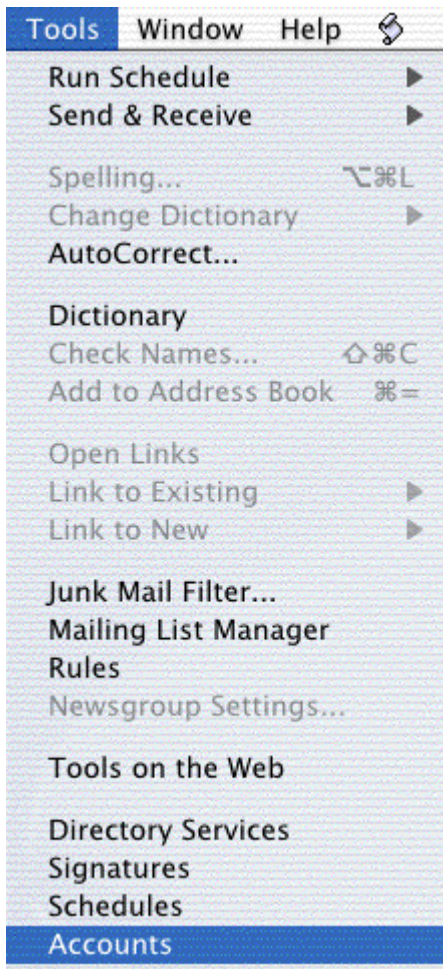 Tools Window Help
Run Schedule
Send & Receive
Spelling... ⌥⌘L
Change Dictionary
AutoCorrect...
Dictionary
Check Names... ⇧⌘C
Add to Address Book ⌘=
Open Links
Link to Existing
Link to New
Junk Mail Filter...
Mailing List Manager
Rules
Newsgroup Settings...
Tools on the Web
Directory Services
Signatures
Schedules
Accounts